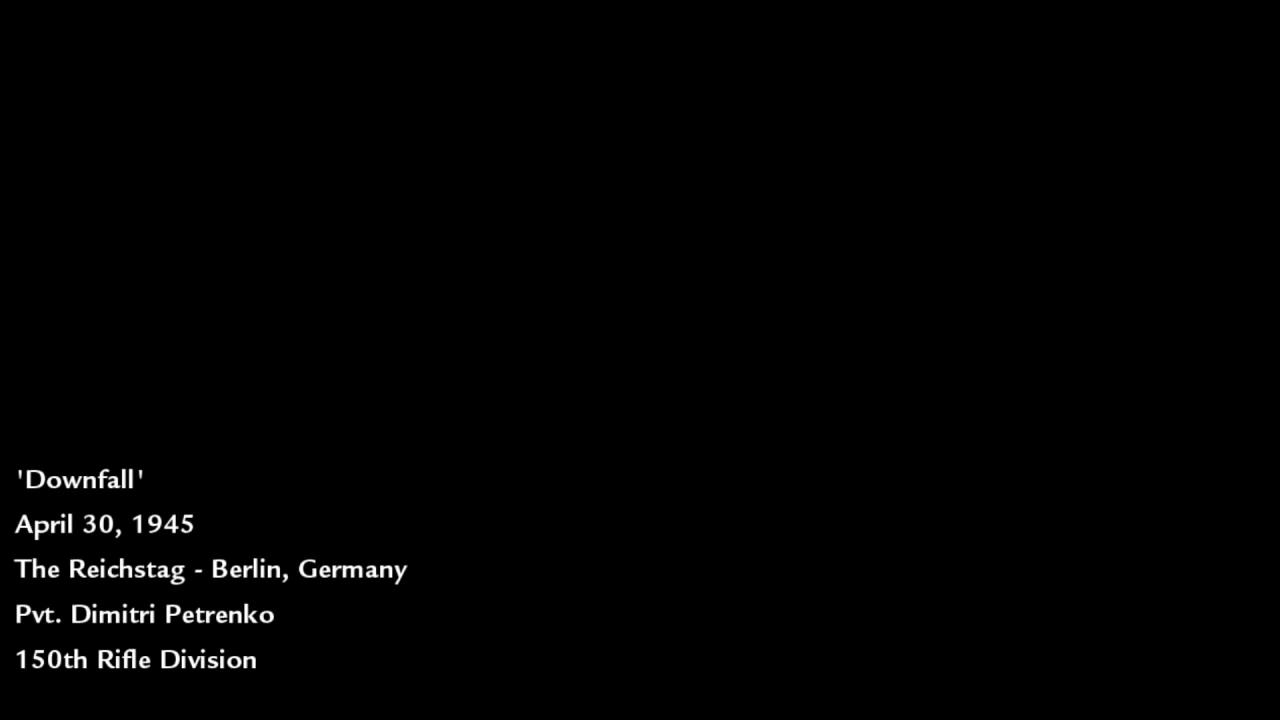 'Downfall'
April 30, 1945
The Reichstag - Berlin, Germany
Pvt. Dimitri Petrenko
150th Rifle Division